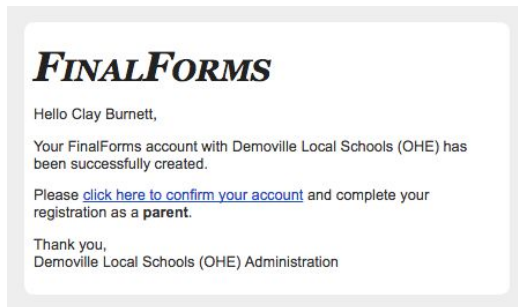 FINALFORMS
Hello Clay Burnett,
Your FinalForms account with Demoville Local Schools (OHE) has
been successfully created.
Please click here to confirm your account and complete your
registration as a parent.
Thank you,
Demoville Local Schools (OHE) Administration